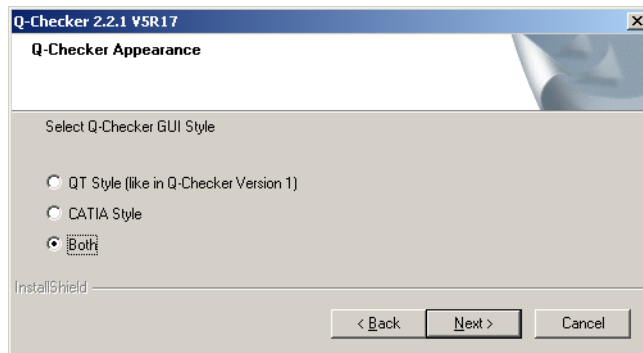 Q-Checker 2.2.1 V5R17
Q-Checker Appearance
Select Q-Checker GUI Style
QT Style (like in Q-Checker Version 1)
CATIA Style
Both
InstallShield
< Back
Next >
Cancel